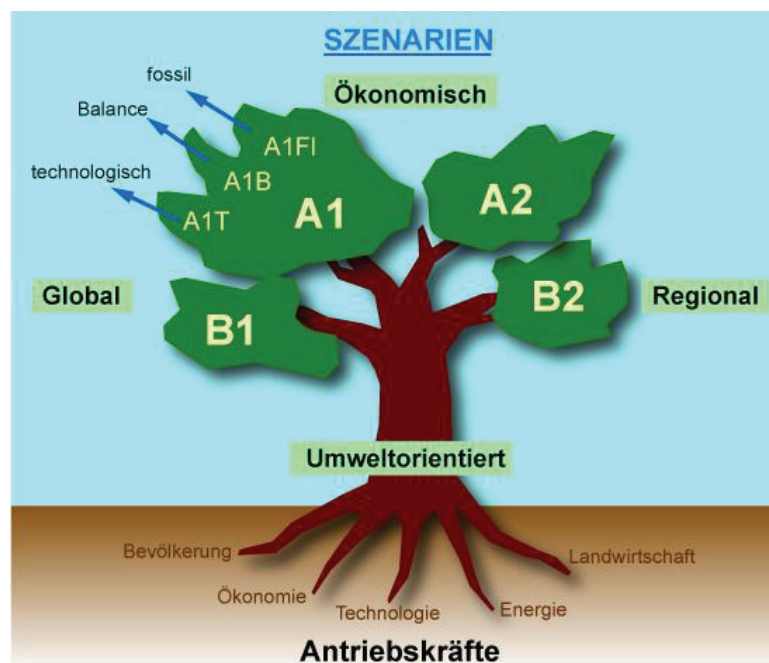 SZENARIEN
fossil
Ökonomisch
Balance
A1FI
technologisch
A1B
A1T
A1
A2
Global
B1
B2
Regional
Umweltorientiert
Bevölkerung
Ökonomie
Technologie
Energie
Landwirtschaft
Antriebskräfte